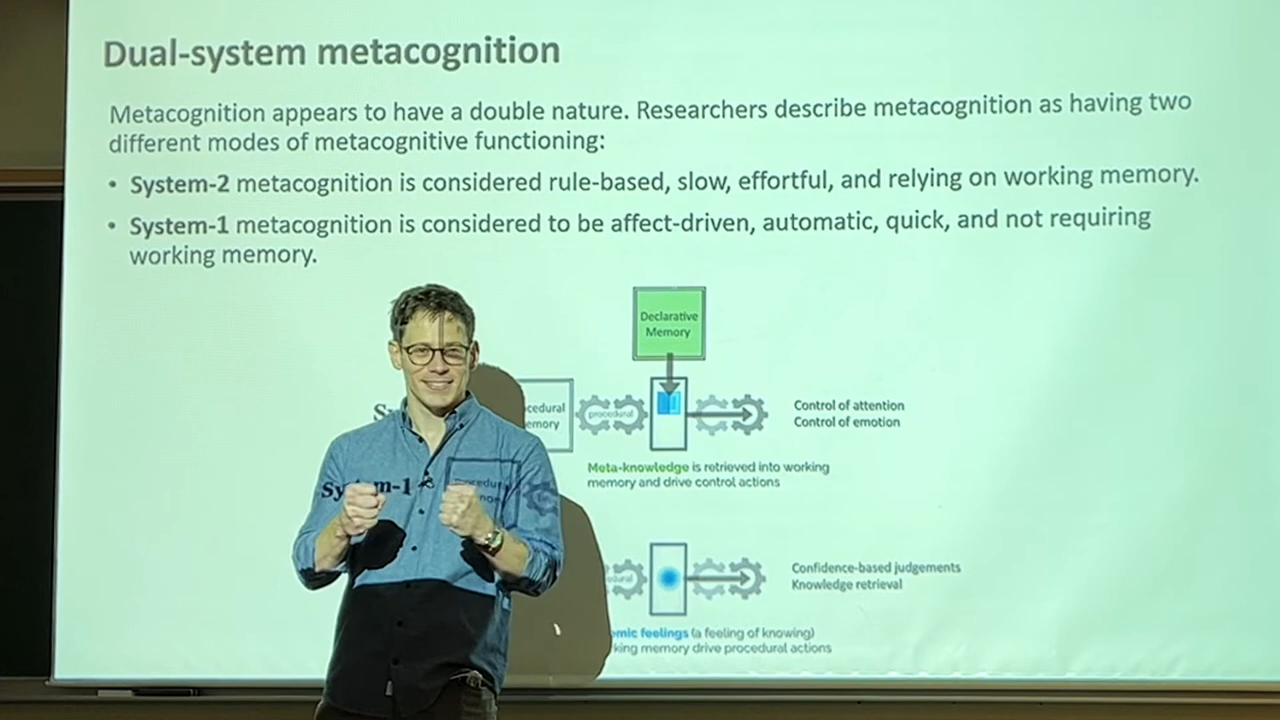 Dual-system metacognition
Metacognition appears to have a double nature. Researchers describe metacognition as having two
different modes of metacognitive functioning:
• System-2 metacognition is considered rule-based, slow, effortful, and relying on working memory.
• System-1 metacognition is considered to be affect-driven, automatic, quick, and not requiring
working memory.
Declarative
Memory
cedural
emory
procedural
Control of attention
Control of emotion
Meta-knowledge is retrieved into working
memory and drive control actions
Sy m-1
Confidence-based judgements
Knowledge retrieval
mic feelings (a feeling of knowing)
king memory drive procedural actions